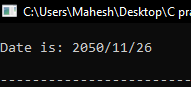 C:\Users\Mahesh\Desktop\C pra
Date is: 2050/11/26
--------------------------